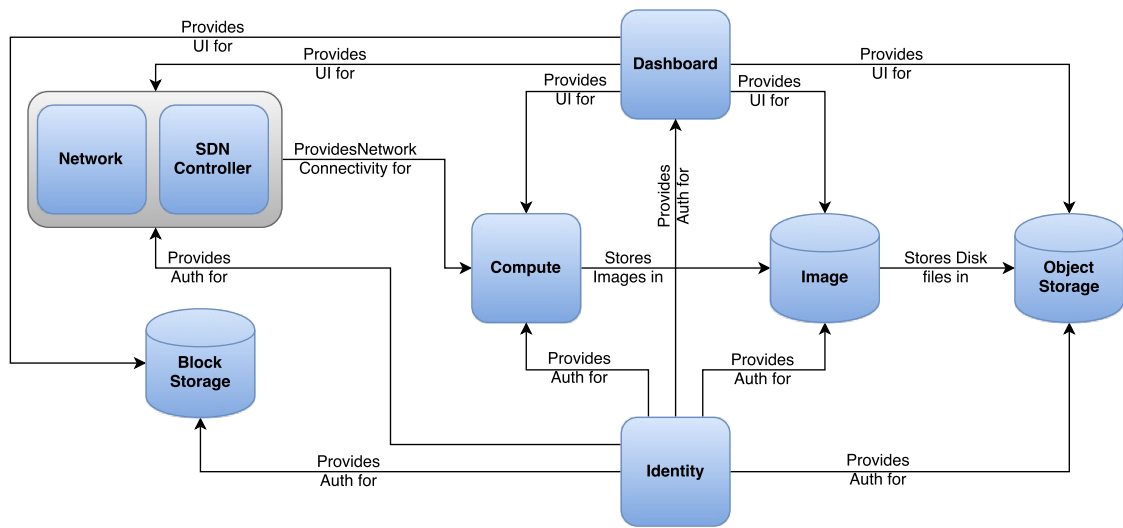 Provides
UI for
Provides
UI for
Dashboard
Provides
UI for
Provides
UI for
Provides
UI for
Network
SDN
Controller
ProvidesNetwork
Connectivity for
Provides
Auth for
Provides
Auth for
Compute
Stores
Images in
Image
Stores Disk
files in
Object
Storage
Block
Storage
Provides
Auth for
Provides
Auth for
Provides
Auth for
Identity
Provides
Auth for